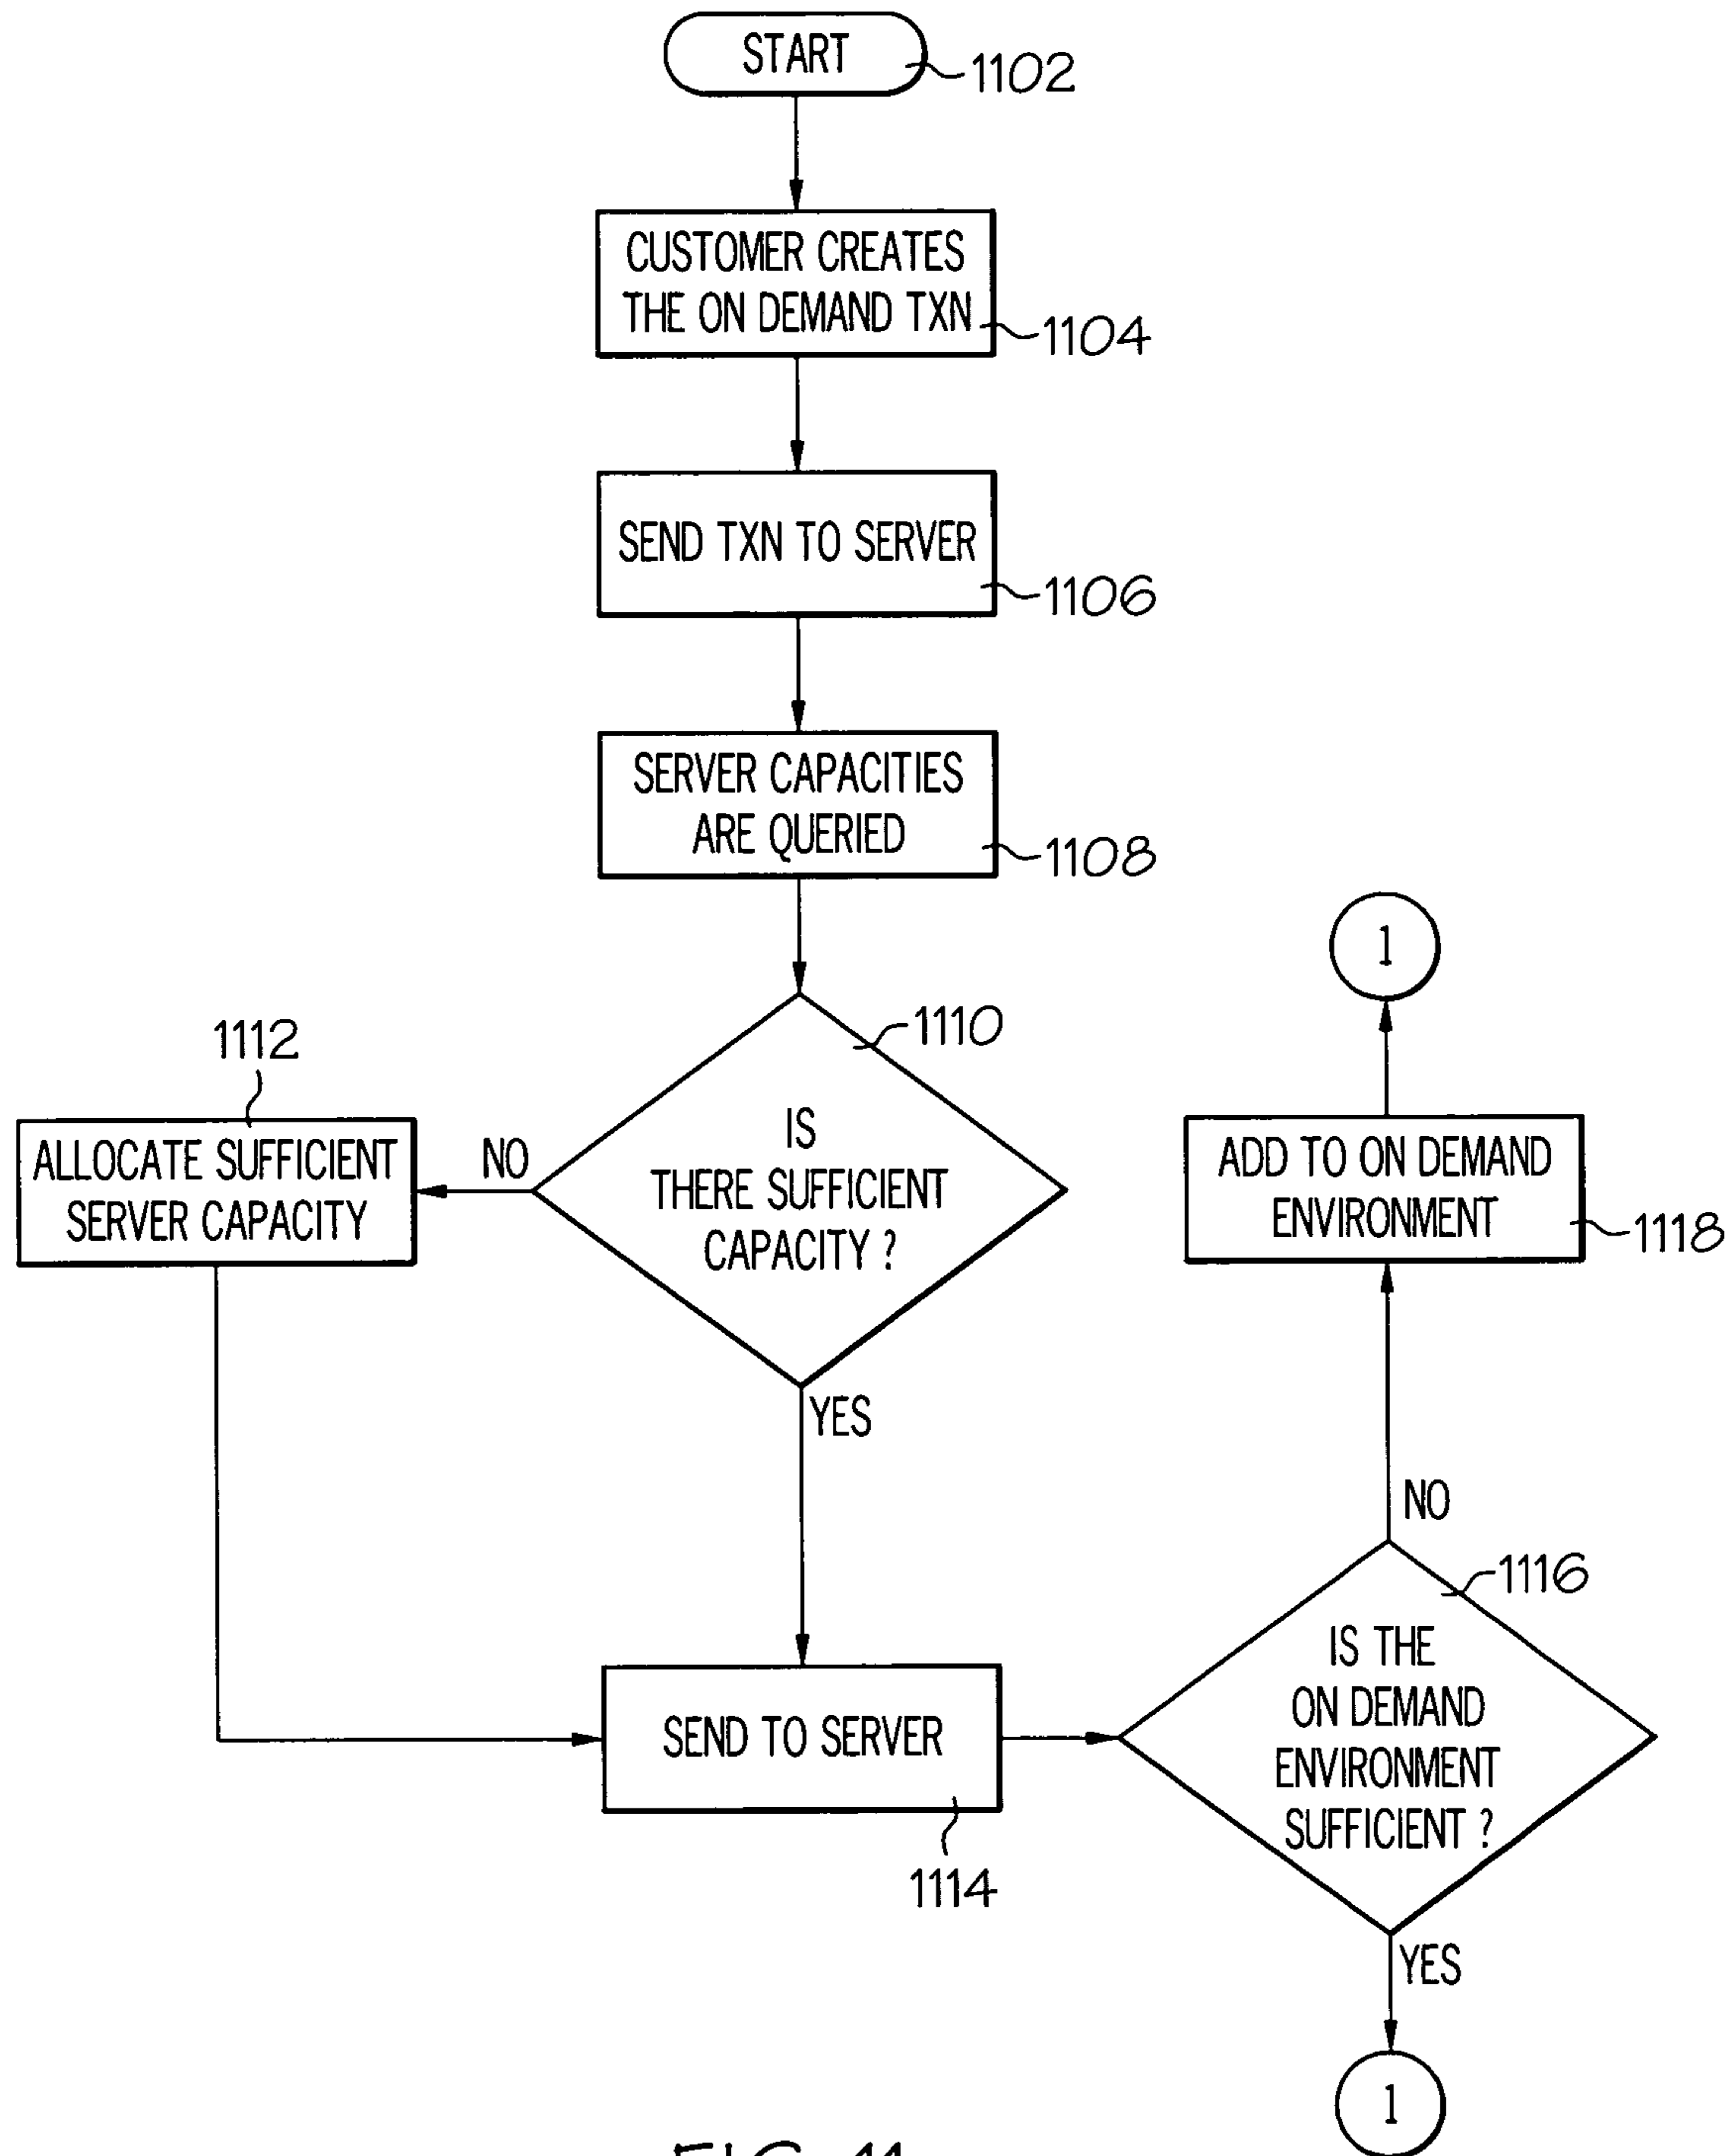 START
1102
CUSTOMER CREATES
THE ON DEMAND TXN
1104
SEND TXN TO SERVER
1106
SERVER CAPACITIES
ARE QUERIED
1108
1110
IS
THERE SUFFICIENT
CAPACITY ?
NO
YES
1112
ALLOCATE SUFFICIENT
SERVER CAPACITY
SEND TO SERVER
1114
1116
IS THE
ON DEMAND
ENVIRONMENT
SUFFICIENT ?
NO
YES
ADD TO ON DEMAND
ENVIRONMENT
1118
1
1
FIG. 11